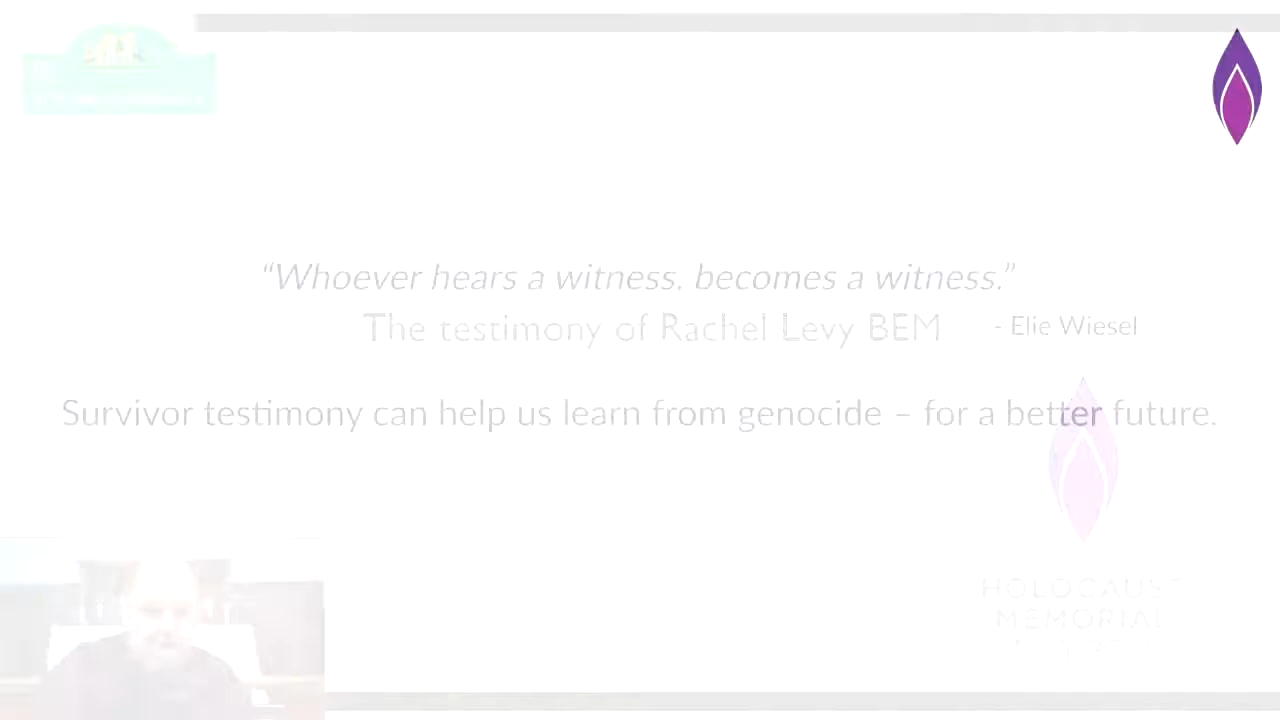 “Whoever hears a witness, becomes a witness.”
The testimony of Rachel Levy BEM
- Elie Wiesel
Survivor testimony can help us learn from genocide – for a better future.
HOLOCAUST
MEMORIAL